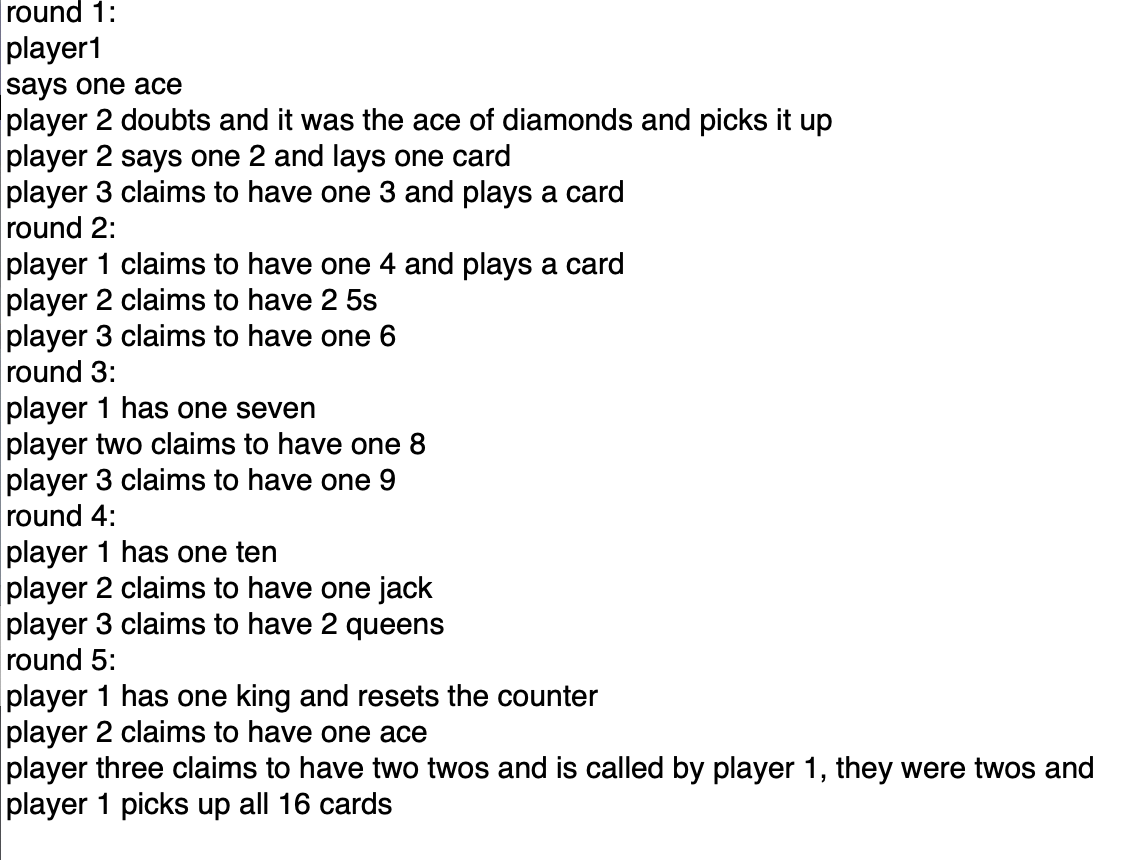 round 1:
player1
says one ace
player 2 doubts and it was the ace of diamonds and picks it up
player 2 says one 2 and lays one card
player 3 claims to have one 3 and plays a card
round 2:
player 1 claims to have one 4 and plays a card
player 2 claims to have 2 5s
player 3 claims to have one 6
round 3:
player 1 has one seven
player two claims to have one 8
player 3 claims to have one 9
round 4:
player 1 has one ten
player 2 claims to have one jack
player 3 claims to have 2 queens
round 5:
player 1 has one king and resets the counter
player 2 claims to have one ace
player three claims to have two twos and is called by player 1, they were twos and
player 1 picks up all 16 cards